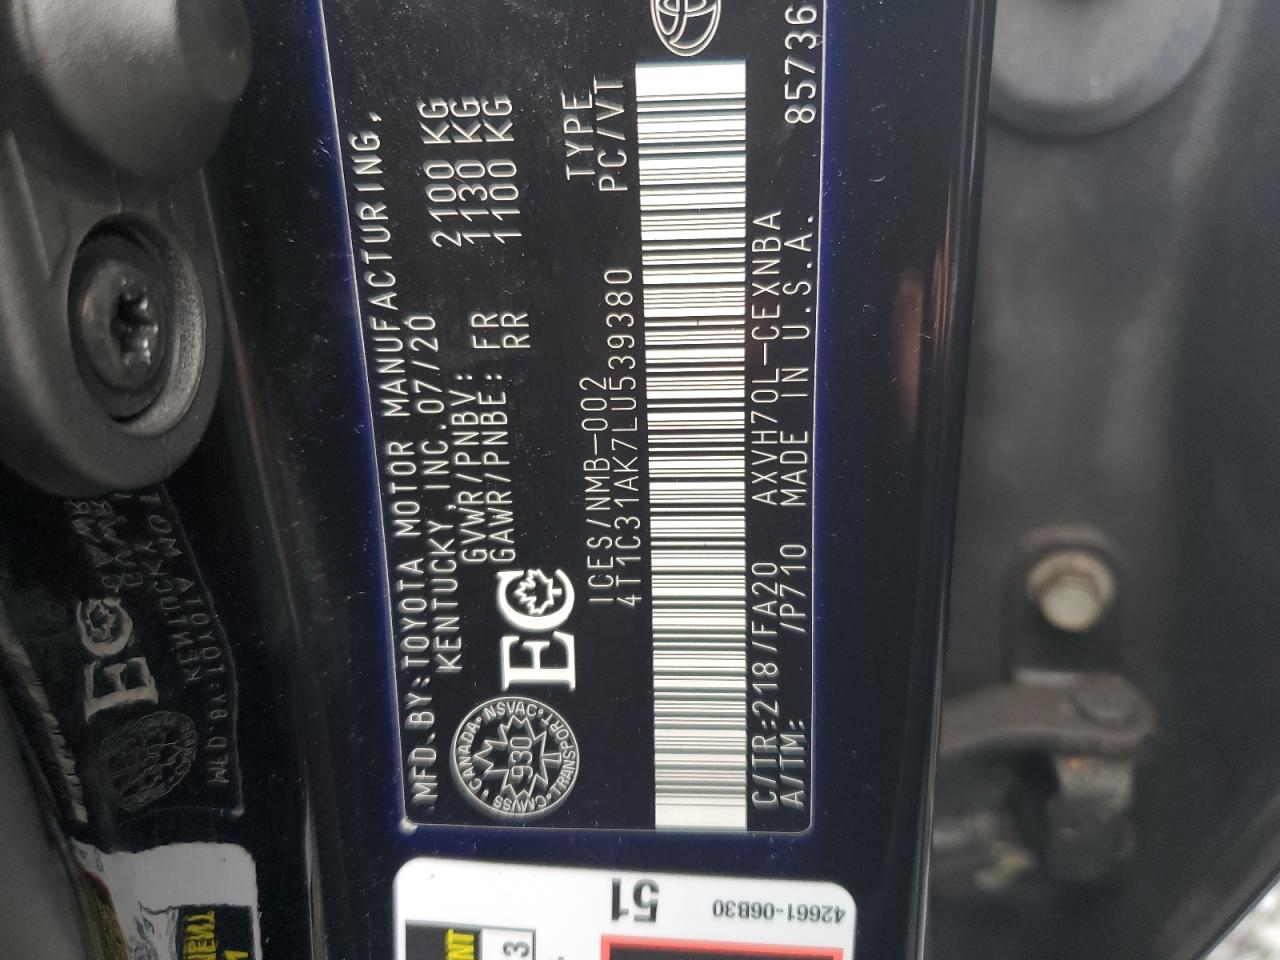 MFD.BY:TOYOTA MOTOR MANUFACTURING,
KENTUCKY,INC.07/20
GVWR/PNBV: 2100 KG
GAWR/PNBE: FR 1130 KG
RR 1100 KG
CANADA NSVAC TRANSPORT CMVSS
930
EC
ICES/NMB-002 TYPE
4T1C31AK7LU539380 PC/VT
C/TR:218/FA20 AXVH70L-CEXNBA
A/TM: /P710 MADE IN U.S.A. 85736
51
42661-06B30
3